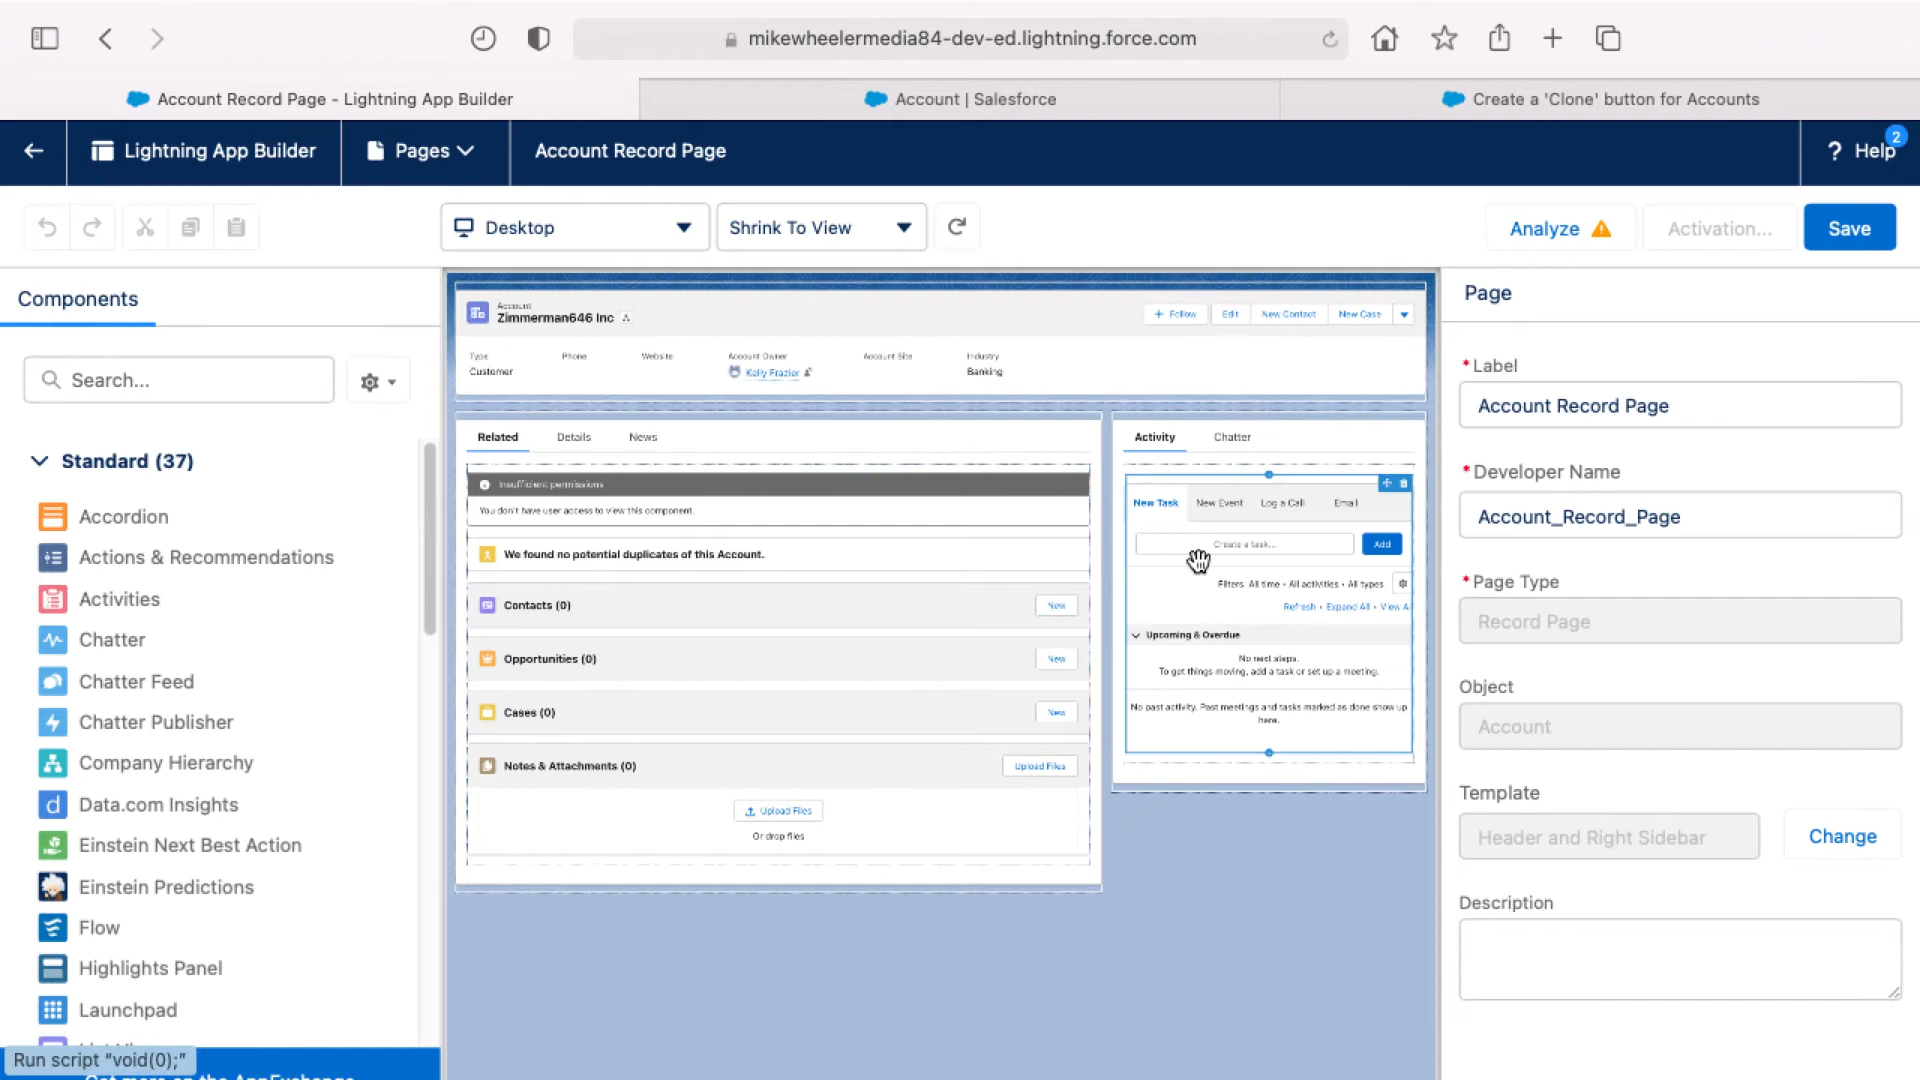 mikewheelermedia84-dev-ed.lightning.force.com
Account Record Page - Lightning App Builder
Account | Salesforce
Create a 'Clone' button for Accounts
Lightning App Builder
Pages
Account Record Page
? Help
2
Desktop
Shrink To View
Analyze
Activation...
Save
Components
Search...
Standard (37)
Accordion
Actions & Recommendations
Activities
Chatter
Chatter Feed
Chatter Publisher
Company Hierarchy
d Data.com Insights
Einstein Next Best Action
Einstein Predictions
Flow
Highlights Panel
Launchpad
Run script "void(0);"
Get more on the AppExchange
Account
Zimmerman646 Inc
+ Follow
Edit
New Contact
New Case
Type
Phone
Website
Account Owner
Account Site
Industry
Customer
Kelly Frazier
Banking
Related
Details
News
Insufficient permissions
You don't have user access to view this component.
We found no potential duplicates of this Account.
Contacts (0)
New
Opportunities (0)
New
Cases (0)
New
Notes & Attachments (0)
Upload Files
Upload Files
Or drop files
Activity
Chatter
New Task
New Event
Log a Call
Email
Create a task...
Add
Filters: All time • All activities • All types
Refresh • Expand All • View A
Upcoming & Overdue
No next steps.
To get things moving, add a task or set up a meeting.
No past activity. Past meetings and tasks marked as done show up
here.
Page
*Label
Account Record Page
*Developer Name
Account_Record_Page
*Page Type
Record Page
Object
Account
Template
Header and Right Sidebar
Change
Description